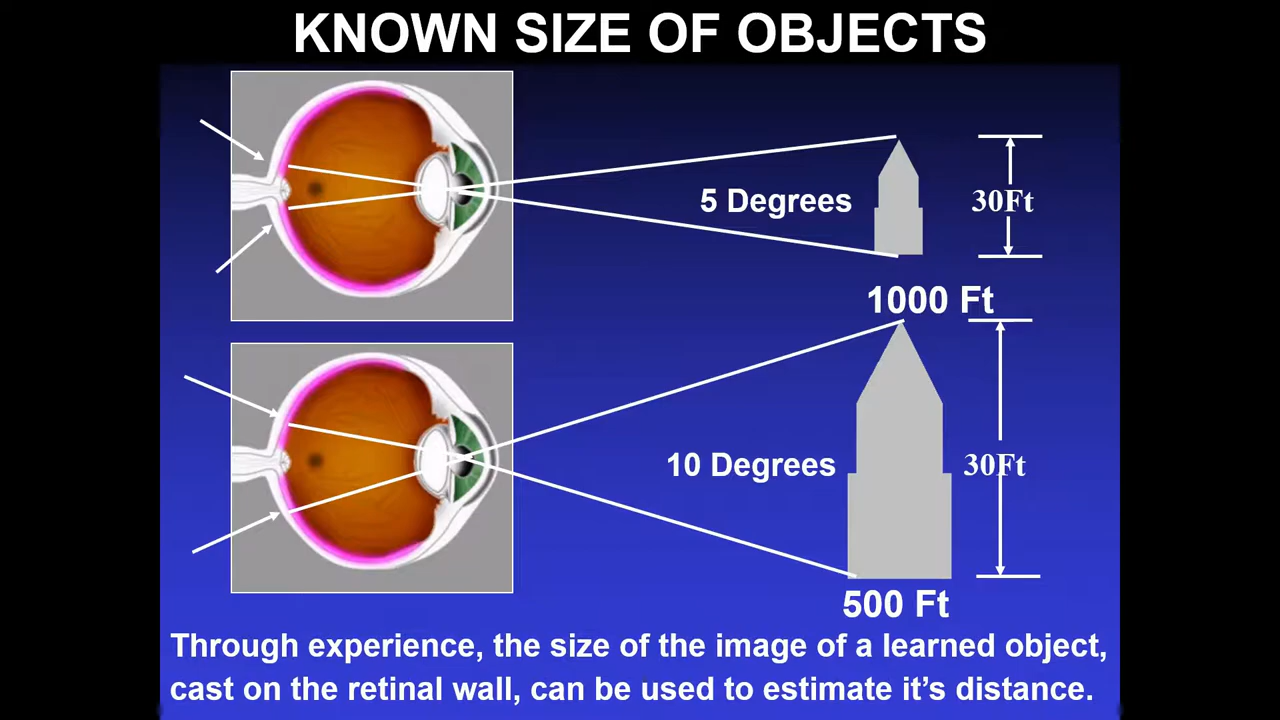 KNOWN SIZE OF OBJECTS
5 Degrees
30Ft
1000 Ft
10 Degrees
30Ft
500 Ft
Through experience, the size of the image of a learned object,
cast on the retinal wall, can be used to estimate it's distance.